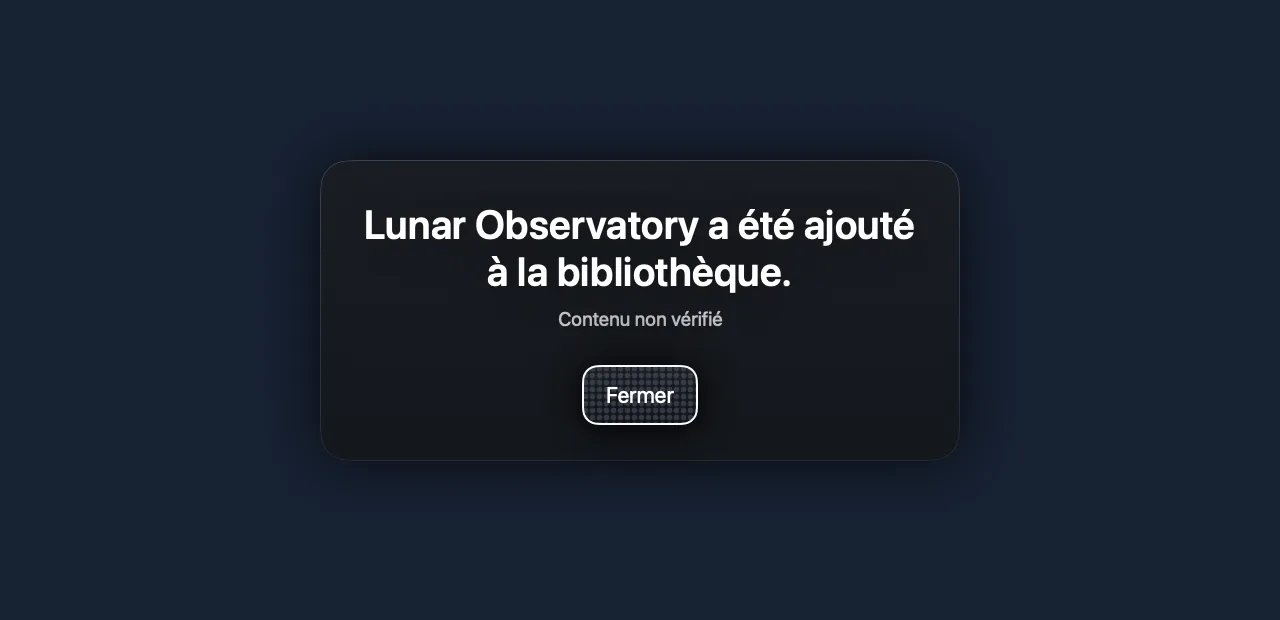 Lunar Observatory a été ajouté
à la bibliothèque.
Contenu non vérifié
Fermer